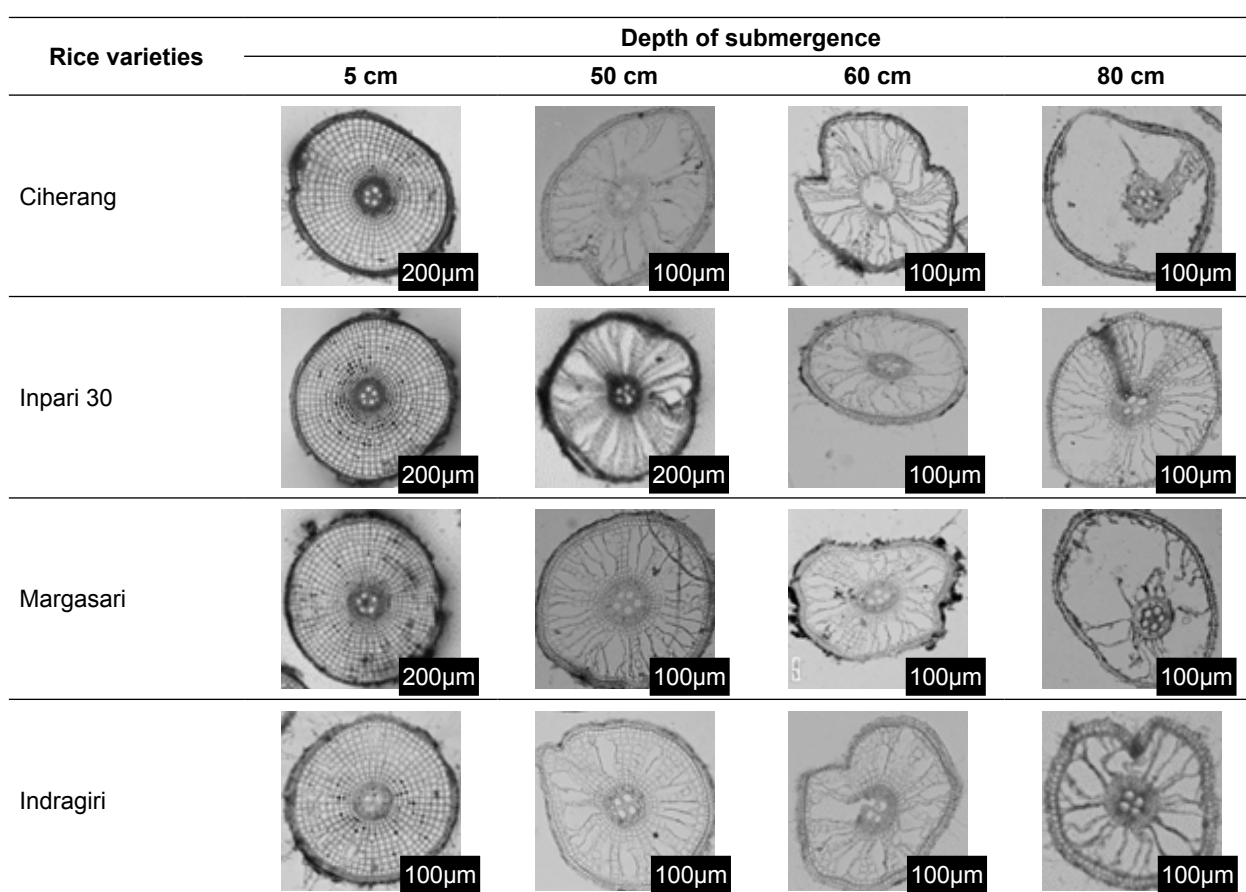 Rice varieties
Depth of submergence
5 cm 50 cm 60 cm 80 cm
Ciherang
200µm 100µm 100µm 100µm
Inpari 30
200µm 200µm 100µm 100µm
Margasari
200µm 100µm 100µm 100µm
Indragiri
100µm 100µm 100µm 100µm